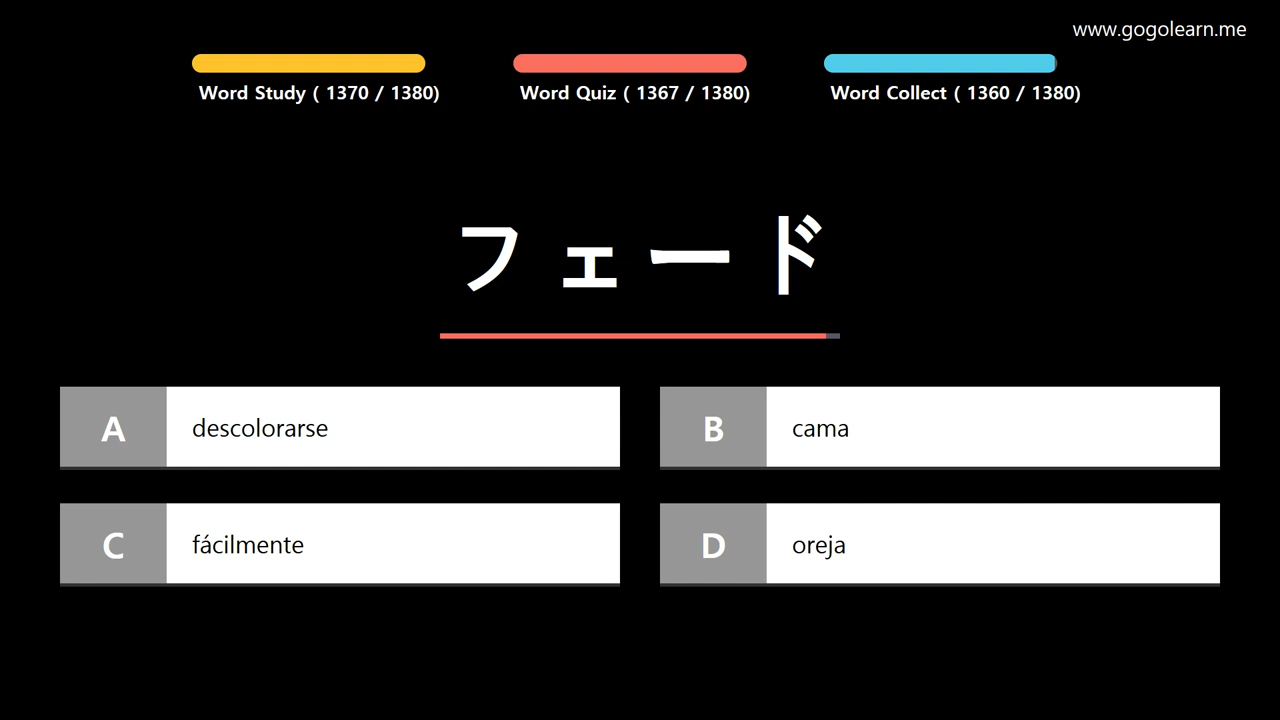 www.gogolearn.me
Word Study ( 1370 / 1380)
Word Quiz ( 1367 / 1380)
Word Collect ( 1360 / 1380)
フェード
A
descolorarse
B
cama
C
fácilmente
D
oreja